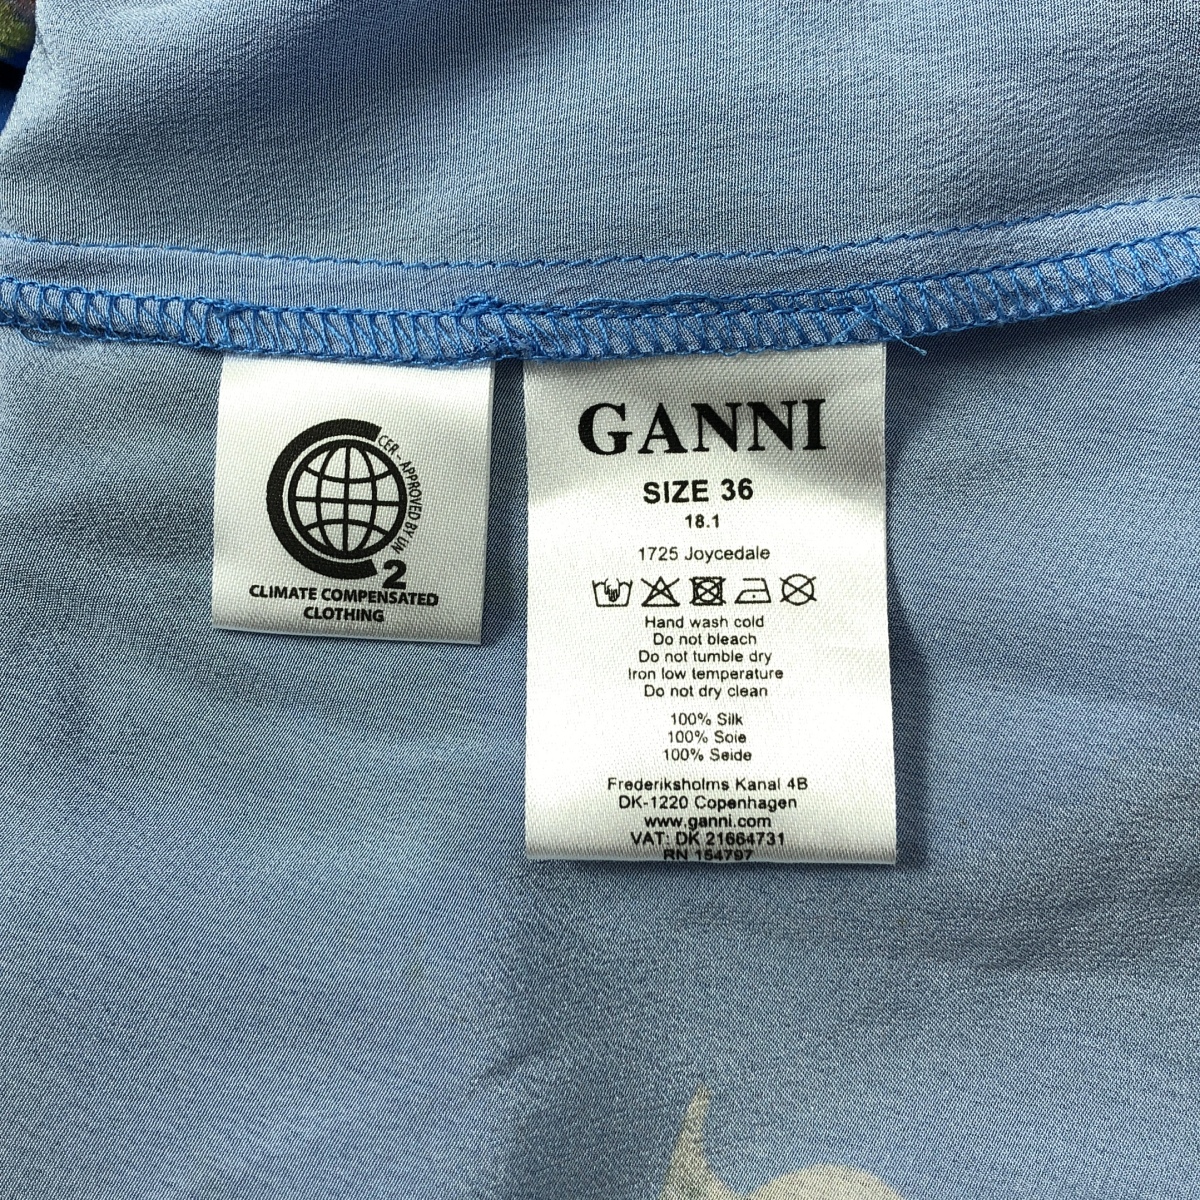 CER - APPROVED BY UN
2
CLIMATE COMPENSATED
CLOTHING
GANNI
SIZE 36
18.1
1725 Joycedale
Hand wash cold
Do not bleach
Do not tumble dry
Iron low temperature
Do not dry clean
100% Silk
100% Soie
100% Seide
Frederiksholms Kanal 4B
DK-1220 Copenhagen
www.ganni.com
VAT: DK 21664731
RN 154797